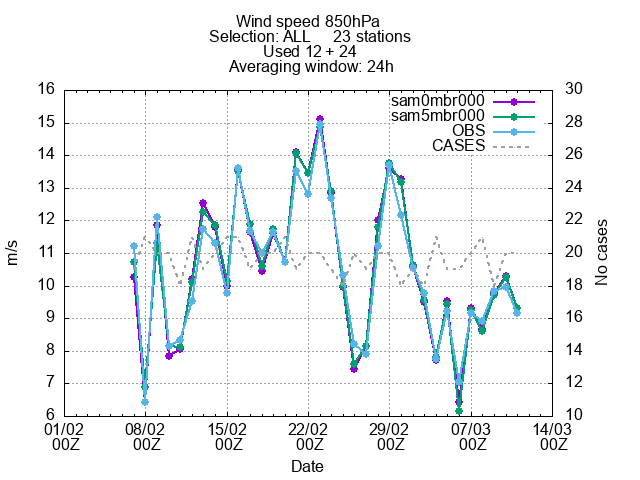 Wind speed 850hPa
Selection: ALL 23 stations
Used 12 + 24
Averaging window: 24h
sam0mbr000
sam5mbr000
OBS
CASES
16
15
14
13
12
11
10
9
8
7
6
m/s
30
28
26
24
22
20
18
16
14
12
10
No cases
01/02 08/02 15/02 22/02 29/02 07/03 14/03
00Z 00Z 00Z 00Z 00Z 00Z 00Z
Date